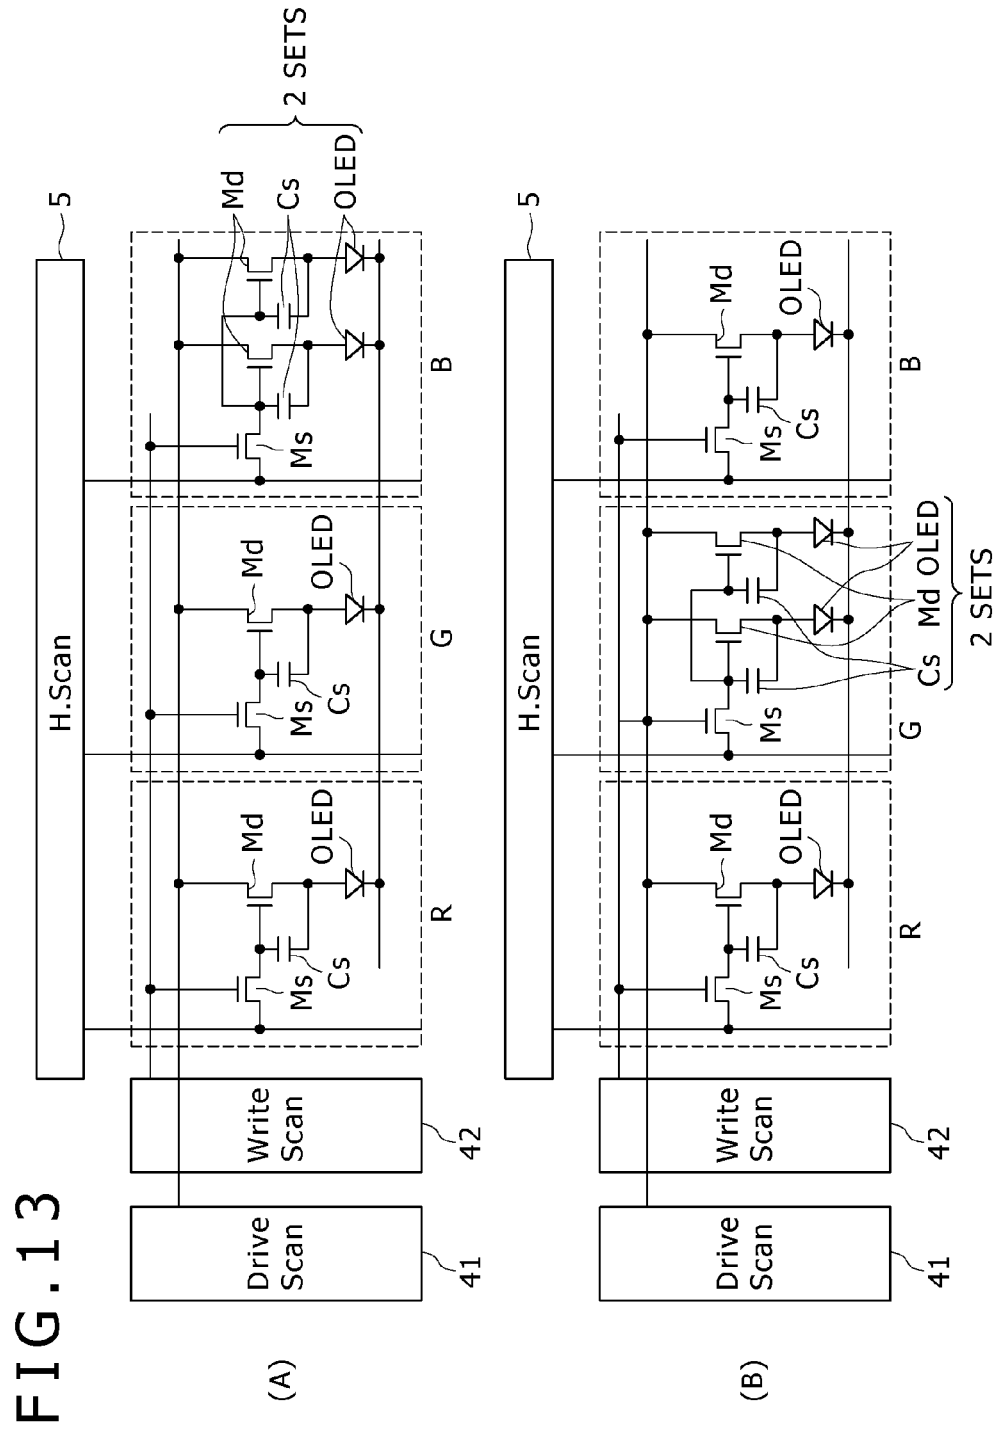 FIG.13
(A)
H.Scan
5
Drive
Scan
41
Write
Scan
42
Ms
Cs
Md
OLED
R
Ms
Cs
Md
OLED
G
Ms
Md
Cs
OLED
2 SETS
B
(B)
H.Scan
5
Drive
Scan
41
Write
Scan
42
Ms
Cs
Md
OLED
R
Ms
Cs
Md
OLED
2 SETS
G
Ms
Cs
Md
OLED
B